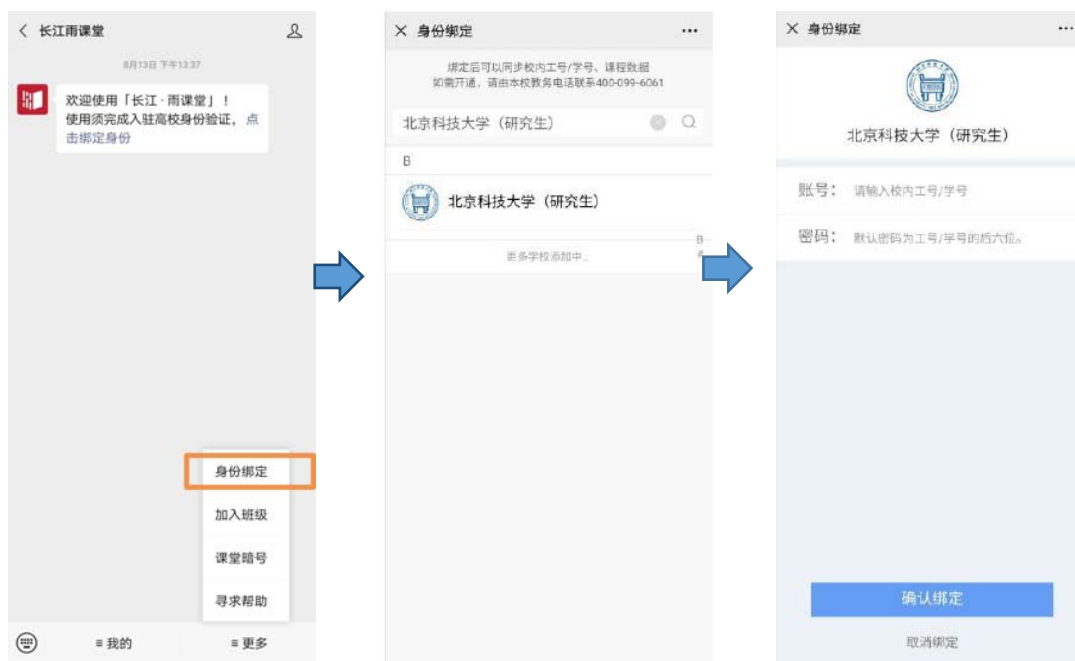 长江雨课堂
8月13日 下午13:37
欢迎使用「长江·雨课堂」！
使用须完成入驻高校身份验证，点
击绑定身份
身份绑定
加入班级
课堂暗号
寻求帮助
≡ 我的
≡ 更多
身份绑定
绑定后可以同步校内工号/学号、课程数据
如需开通，请由本校教务电话联系400-099-6061
北京科技大学（研究生）
B
北京科技大学（研究生）
B
更多学校添加中...
身份绑定
北京科技大学（研究生）
账号： 请输入校内工号/学号
密码： 默认密码为工号/学号的后六位。
确认绑定
取消绑定